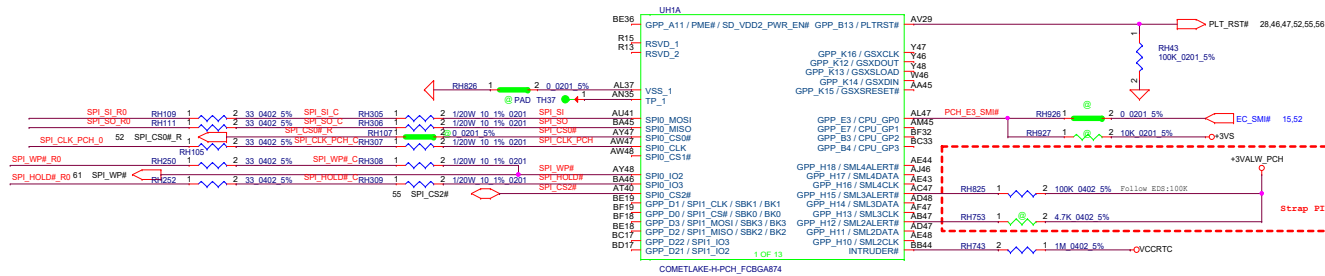 UH1A
BE36 GPP_A11 / PME# / SD_VDD2_PWR_EN# GPP_B13 / PLTRST# AV29 PLT_RST# 28,46,47,52,55,56
R15 RSVD_1
R13 RSVD_2
1 RH43 100K_0201_5% 2
GPP_K16 / GSXCLK Y47
GPP_K12 / GSXDOUT Y46
GPP_K13 / GSXSLOAD Y48
GPP_K14 / GSXDIN W46
GPP_K15 / GSXSRESET# AA45
RH826 1 2 0_0201_5% AL37 VSS_1
@ PAD TH37 AN35 TP_1
SPI_SI_R0 RH109 1 2 33_0402_5% SPI_SI_C RH305 1 2 1/20W_10_1%_0201 SPI_SI AU41 SPI0_MOSI
SPI_SO_R0 RH111 1 2 33_0402_5% SPI_SO_C RH306 1 2 1/20W_10_1%_0201 SPI_SO BA45 SPI0_MISO
52 SPI_CS0#_R SPI_CS0#_R RH107 1 2 @ 0_0201_5% SPI_CS0# AY47 SPI0_CS0#
SPI_CLK_PCH_0 RH105 1 2 33_0402_5% SPI_CLK_PCH_C RH307 1 2 1/20W_10_1%_0201 SPI_CLK_PCH AW47 SPI0_CLK
AW48 SPI0_CS1#
SPI_WP#_R0 RH250 1 2 33_0402_5% SPI_WP#_C RH308 1 2 1/20W_10_1%_0201 SPI_WP# AY48 SPI0_IO2
61 SPI_WP#
SPI_HOLD#_R0 RH252 1 2 33_0402_5% SPI_HOLD#_C RH309 1 2 1/20W_10_1%_0201 SPI_HOLD# BA46 SPI0_IO3
55 SPI_CS2# SPI_CS2# AT40 SPI0_CS2#
BE19 GPP_D1 / SPI1_CLK / SBK1 / BK1
BF19 GPP_D0 / SPI1_CS# / SBK0 / BK0
BF18 GPP_D3 / SPI1_MOSI / SBK3 / BK3
BE18 GPP_D2 / SPI1_MISO / SBK2 / BK2
BC17 GPP_D22 / SPI1_IO3
BD17 GPP_D21 / SPI1_IO2
GPP_E3 / CPU_GP0 AL47 PCH_E3_SMI# RH926 1 @ 2 0_0201_5% EC_SMI# 15,52
GPP_E7 / CPU_GP1 AM45
GPP_B3 / CPU_GP2 BF32 RH927 1 @ 2 10K_0201_5% +3VS
GPP_B4 / CPU_GP3 BC33
+3VALW_PCH
GPP_H18 / SML4ALERT# AE44
GPP_H17 / SML4DATA AJ46
GPP_H16 / SML4CLK AE43
GPP_H15 / SML3ALERT# AC47 RH825 1 2 100K_0402_5% Follow EDS:100K
GPP_H14 / SML3DATA AD48
GPP_H13 / SML3CLK AF47
GPP_H12 / SML2ALERT# AB47 RH753 1 @ 2 4.7K_0402_5% Strap PI
GPP_H11 / SML2DATA AD47
GPP_H10 / SML2CLK AE48
INTRUDER# BB44 RH743 2 1 1M_0402_5% VCCRTC
1 OF 13
COMETLAKE-H-PCH_FCBGA874